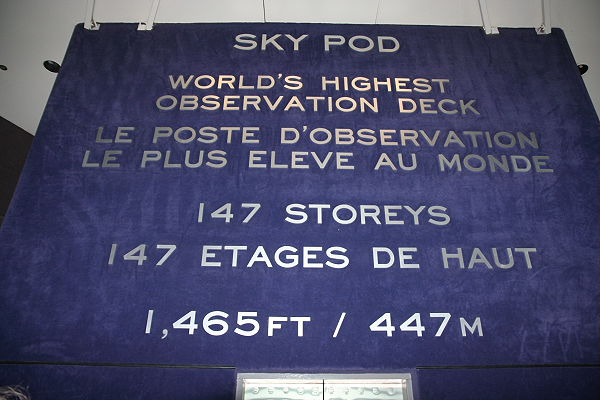 SKY POD
WORLD'S HIGHEST
OBSERVATION DECK
LE POSTE D'OBSERVATION
LE PLUS ELEVE AU MONDE
147 STOREYS
147 ETAGES DE HAUT
1,465FT / 447M